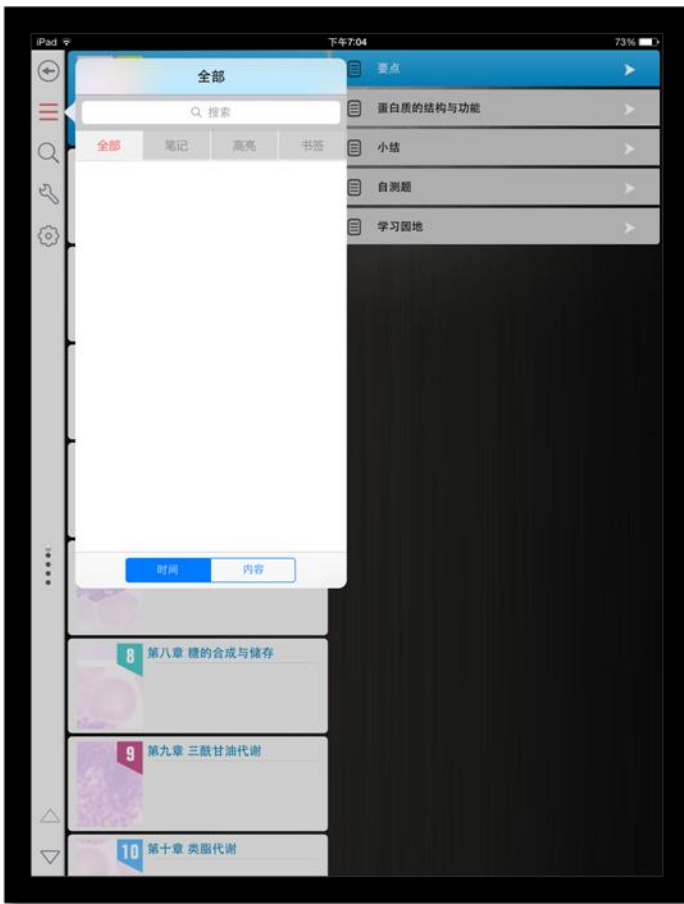 iPad 下午7:04 73%
全部
搜索
全部 笔记 高亮 书签
时间 内容
要点
蛋白质的结构与功能
小结
自测题
学习园地
8 第八章 糖的合成与储存
9 第九章 三酰甘油代谢
10 第十章 类脂代谢